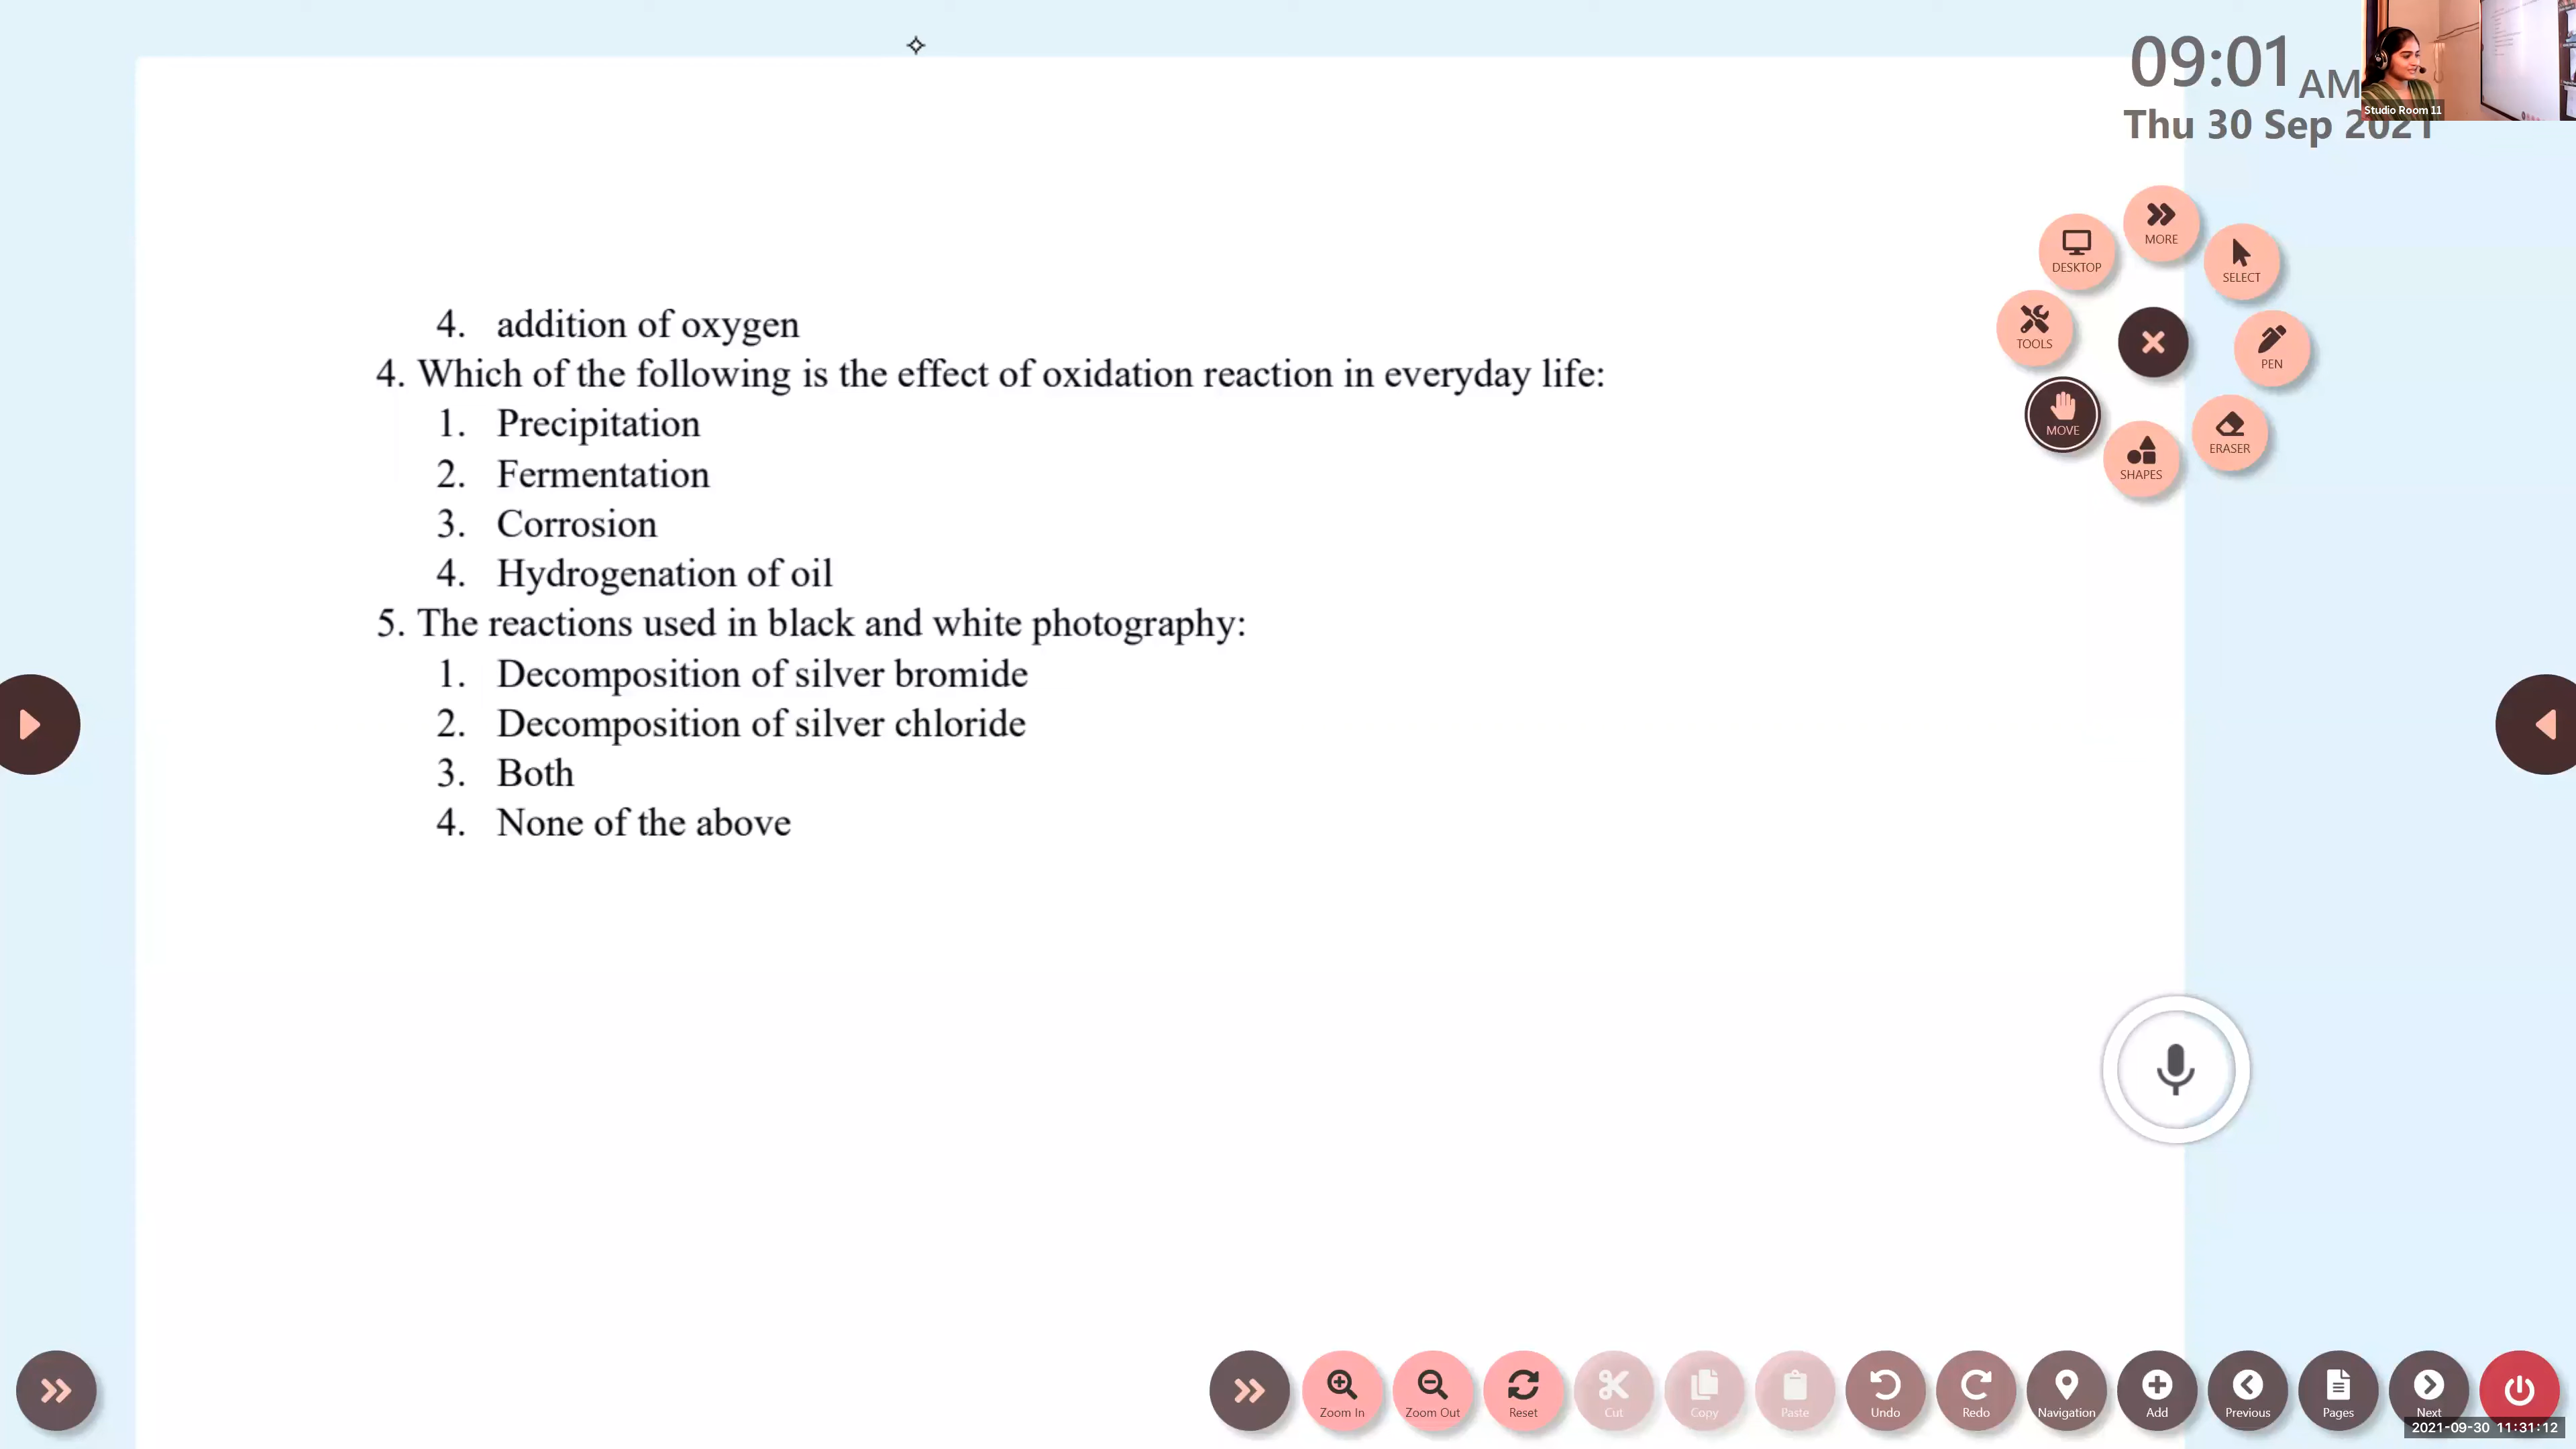 09:01 AM
Studio Room 11
Thu 30 Sep 2021
MORE
DESKTOP
SELECT
TOOLS
PEN
MOVE
ERASER
SHAPES
4. addition of oxygen
4. Which of the following is the effect of oxidation reaction in everyday life:
1. Precipitation
2. Fermentation
3. Corrosion
4. Hydrogenation of oil
5. The reactions used in black and white photography:
1. Decomposition of silver bromide
2. Decomposition of silver chloride
3. Both
4. None of the above
Zoom In Zoom Out Reset Cut Copy Paste Undo Redo Navigation Add Previous Pages Next
2021-09-30 11:31:12